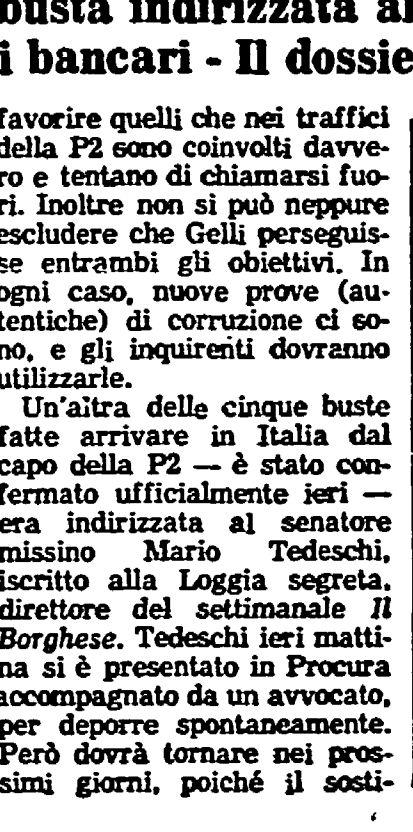 busta indirizzata al
i bancari - Il dossie
favorire quelli che nei traffici
della P2 sono coinvolti davve-
ro e tentano di chiamarsi fuo-
ri. Inoltre non si può neppure
escludere che Gelli perseguis-
se entrambi gli obiettivi. In
ogni caso, nuove prove (au-
tentiche) di corruzione ci so-
no, e gli inquirenti dovranno
utilizzarle.
Un'altra delle cinque buste
fatte arrivare in Italia dal
capo della P2 — è stato con-
fermato ufficialmente ieri —
era indirizzata al senatore
missino Mario Tedeschi,
iscritto alla Loggia segreta,
direttore del settimanale Il
Borghese. Tedeschi ieri matti-
na si è presentato in Procura
accompagnato da un avvocato,
per deporre spontaneamente.
Però dovrà tornare nei pros-
simi giorni, poiché il sosti-